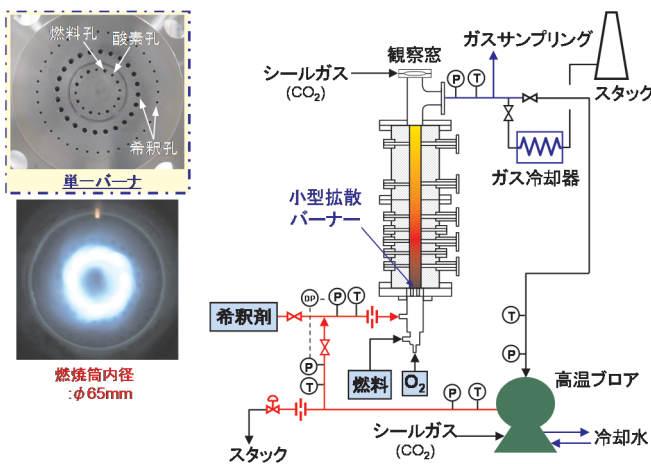 燃料孔
酸素孔
希釈孔
単一バーナ
燃焼筒内径
:φ65mm
観察窓
シールガス
(CO₂)
P
T
ガスサンプリング
スタック
ガス冷却器
小型拡散
バーナー
希釈剤
DP
P
T
燃料
O₂
P
T
T
P
P
T
高温ブロア
スタック
シールガス
(CO₂)
冷却水